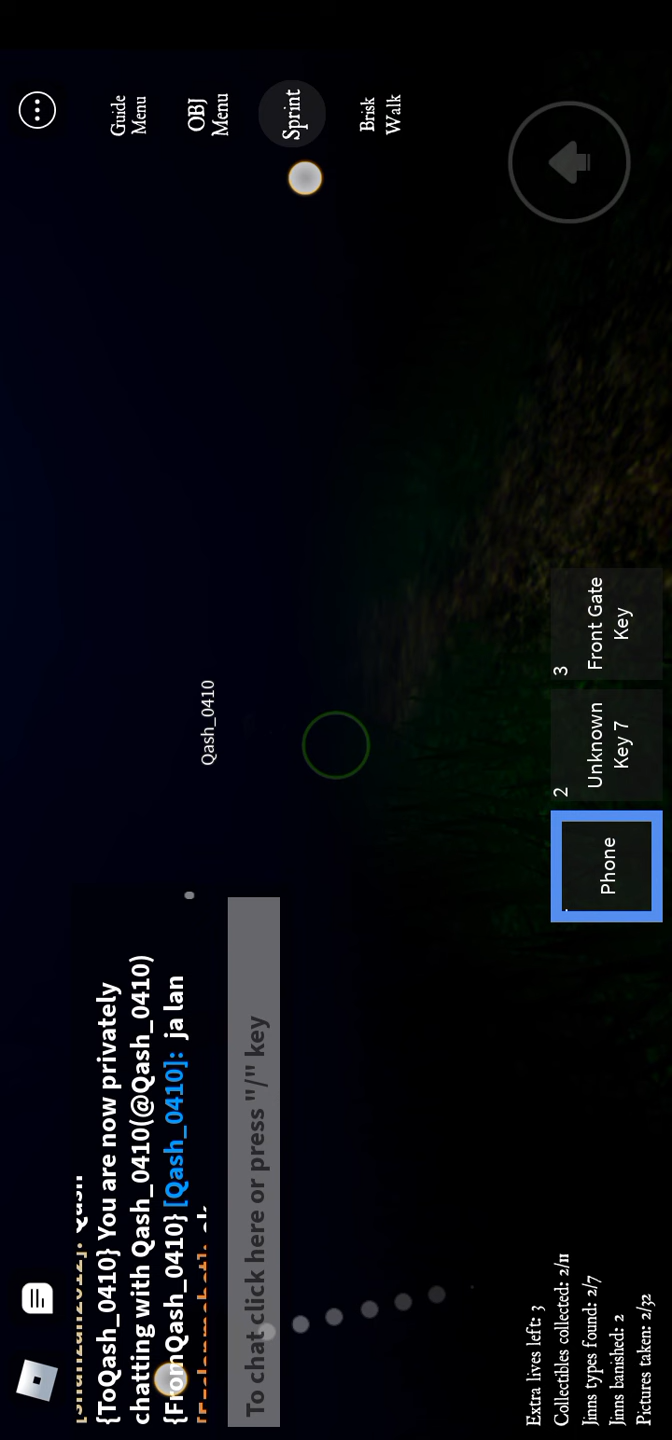 Qash
{ToQash_0410} You are now privately
chatting with Qash_0410(@Qash_0410)
{FromQash_0410} [Qash_0410]: ja lan
To chat click here or press "/" key
Guide
Menu
OBJ
Menu
Sprint
Brisk
Walk
Qash_0410
1
Phone
2
Unknown
Key 7
3
Front Gate
Key
Extra lives left: 3
Collectibles collected: 2/11
Jinns types found: 2/7
Jinns banished: 2
Pictures taken: 2/32